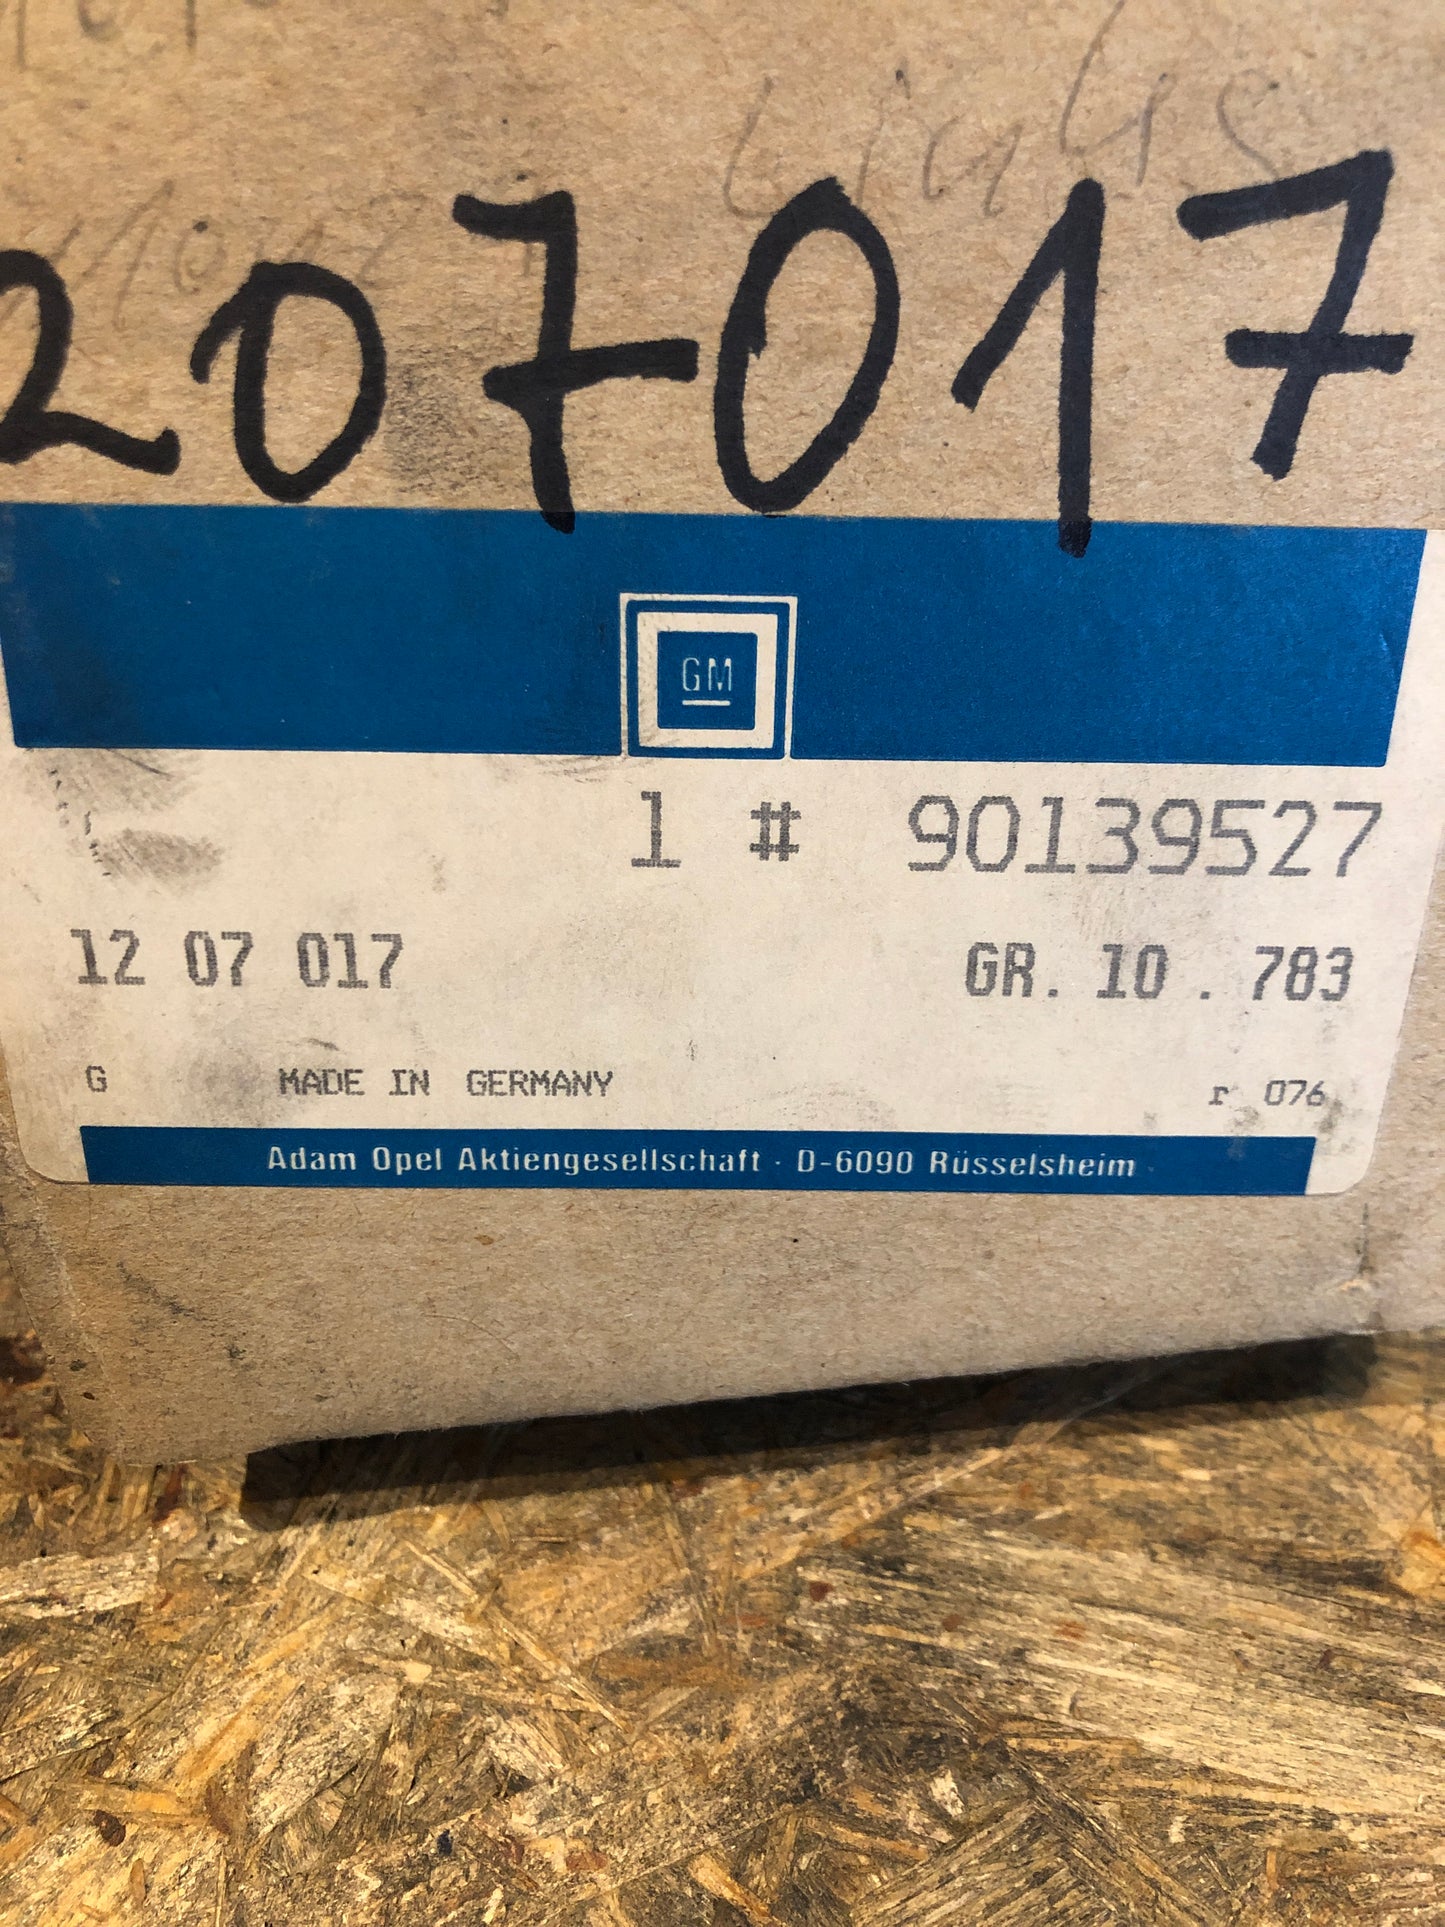 links
207017
GM
1 # 90139527
12 07 017 GR. 10 . 783
G MADE IN GERMANY r 076
Adam Opel Aktiengesellschaft · D-6090 Rüsselsheim